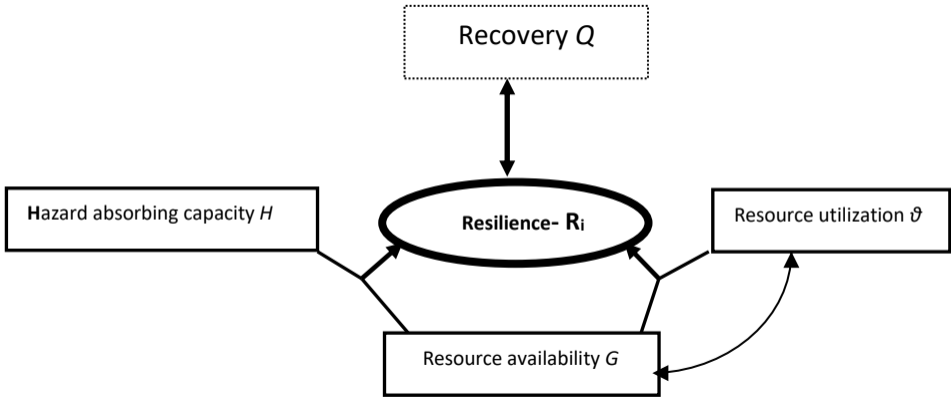 Recovery Q
Hazard absorbing capacity H
Resilience- Ri
Resource utilization ϑ
Resource availability G